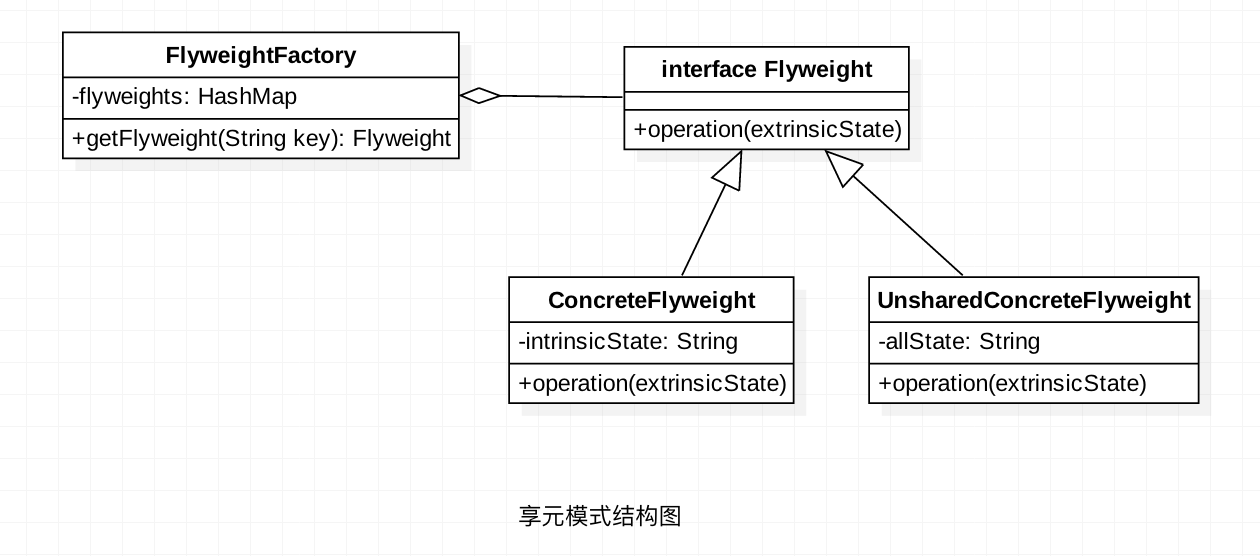 FlyweightFactory
-flyweights: HashMap
+getFlyweight(String key): Flyweight
interface Flyweight
+operation(extrinsicState)
ConcreteFlyweight
-intrinsicState: String
+operation(extrinsicState)
UnsharedConcreteFlyweight
-allState: String
+operation(extrinsicState)
享元模式结构图